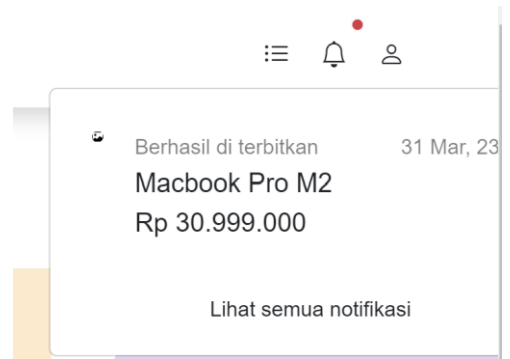 Berhasil di terbitkan 31 Mar, 23
Macbook Pro M2
Rp 30.999.000
Lihat semua notifikasi